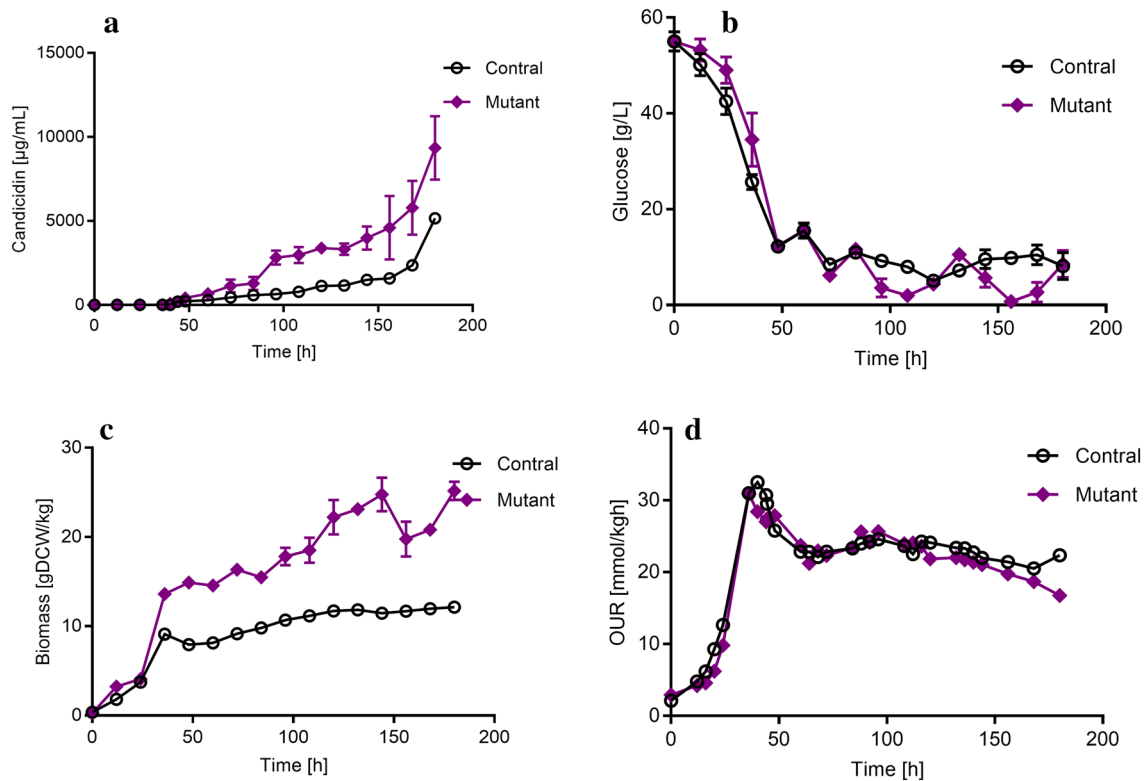 a
15000
10000
5000
0
Candicidin [µg/mL]
Contral
Mutant
0 50 100 150 200
Time [h]
b
60
40
20
0
Glucose [g/L]
Contral
Mutant
0 50 100 150 200
Time [h]
c
30
20
10
0
Biomass [gDCW/kg]
Contral
Mutant
0 50 100 150 200
Time [h]
d
40
30
20
10
0
OUR [mmol/kgh]
Contral
Mutant
0 50 100 150 200
Time [h]